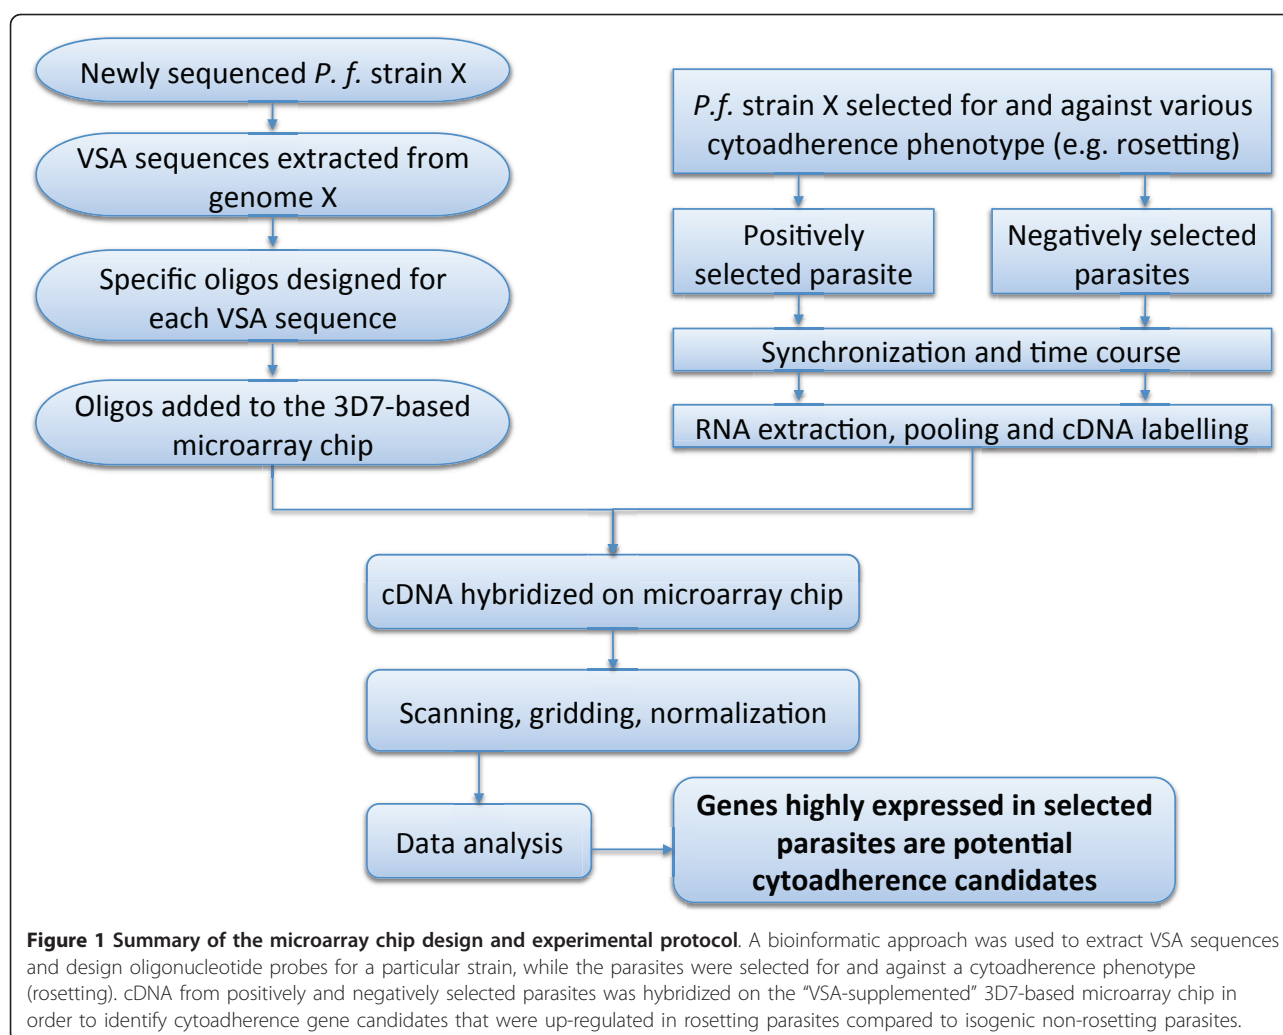 Newly sequenced P. f. strain X
VSA sequences extracted from
genome X
Specific oligos designed for
each VSA sequence
Oligos added to the 3D7-based
microarray chip
P.f. strain X selected for and against various
cytoadherence phenotype (e.g. rosetting)
Positively
selected parasite
Negatively selected
parasites
Synchronization and time course
RNA extraction, pooling and cDNA labelling
cDNA hybridized on microarray chip
Scanning, gridding, normalization
Data analysis
Genes highly expressed in selected
parasites are potential
cytoadherence candidates
Figure 1 Summary of the microarray chip design and experimental protocol. A bioinformatic approach was used to extract VSA sequences
and design oligonucleotide probes for a particular strain, while the parasites were selected for and against a cytoadherence phenotype
(rosetting). cDNA from positively and negatively selected parasites was hybridized on the “VSA-supplemented” 3D7-based microarray chip in
order to identify cytoadherence gene candidates that were up-regulated in rosetting parasites compared to isogenic non-rosetting parasites.